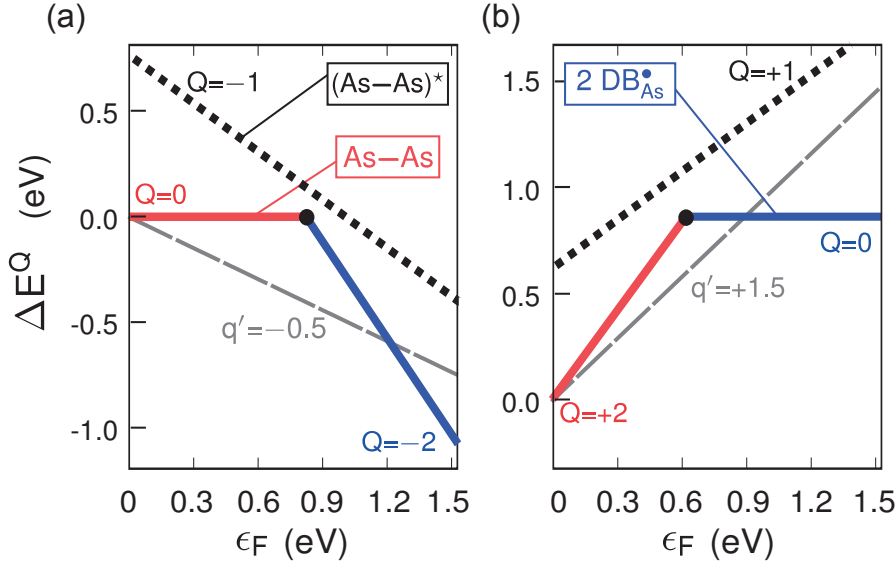 (a)
(b)
Q=−1
(As−As)*
As−As
Q=0
q'=−0.5
Q=−2
0.5
0.0
-0.5
-1.0
ΔE^Q (eV)
0 0.3 0.6 0.9 1.2 1.5
ϵ_F (eV)
2 DB•As
Q=+1
Q=0
q'=+1.5
Q=+2
1.5
1.0
0.5
0.0
0 0.3 0.6 0.9 1.2 1.5
ϵ_F (eV)